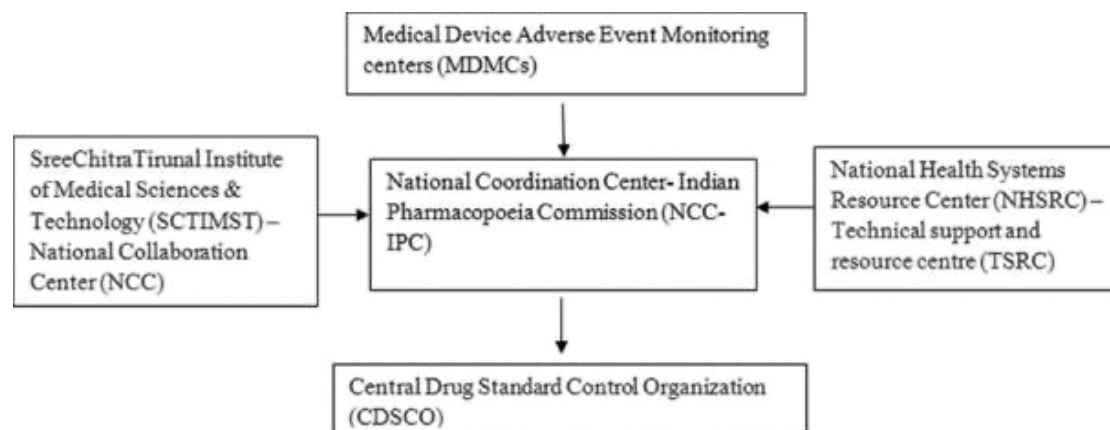 Medical Device Adverse Event Monitoring
centers (MDMCs)
SreeChitraTirunal Institute
of Medical Sciences &
Technology (SCTIMST) –
National Collaboration
Center (NCC)
National Coordination Center- Indian
Pharmacopoeia Commission (NCC-
IPC)
National Health Systems
Resource Center (NHSRC) –
Technical support and
resource centre (TSRC)
Central Drug Standard Control Organization
(CDSCO)